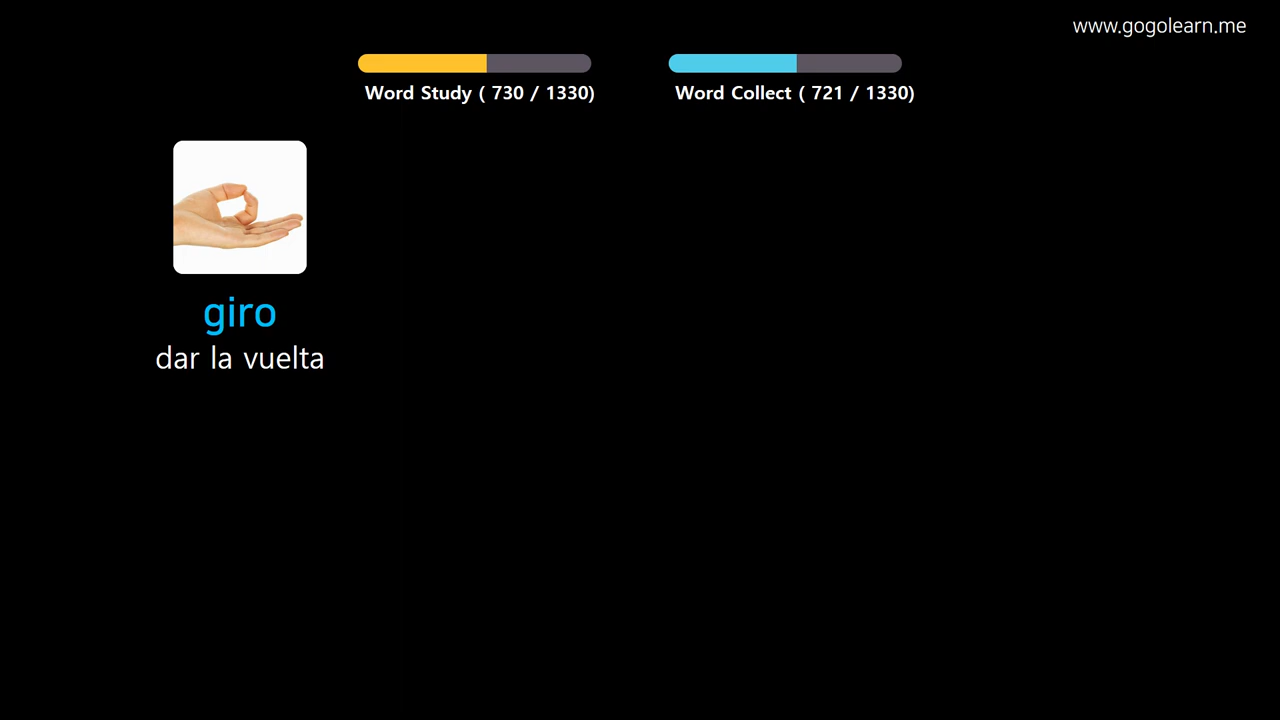 www.gogolearn.me
Word Study ( 730 / 1330)
Word Collect ( 721 / 1330)
giro
dar la vuelta